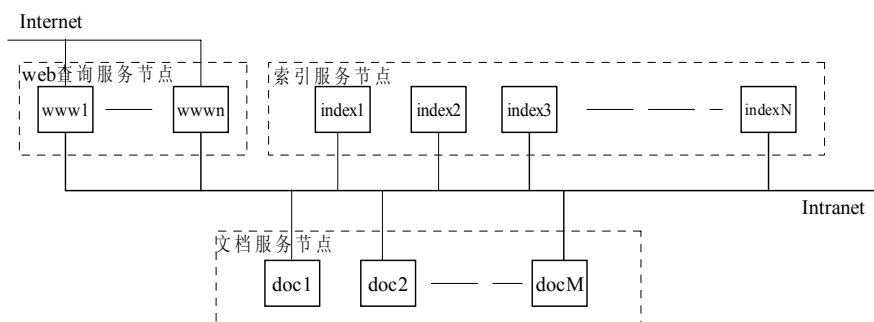 Internet
web查询服务节点
索引服务节点
www1
wwwn
index1
index2
index3
indexN
Intranet
文档服务节点
doc1
doc2
docM